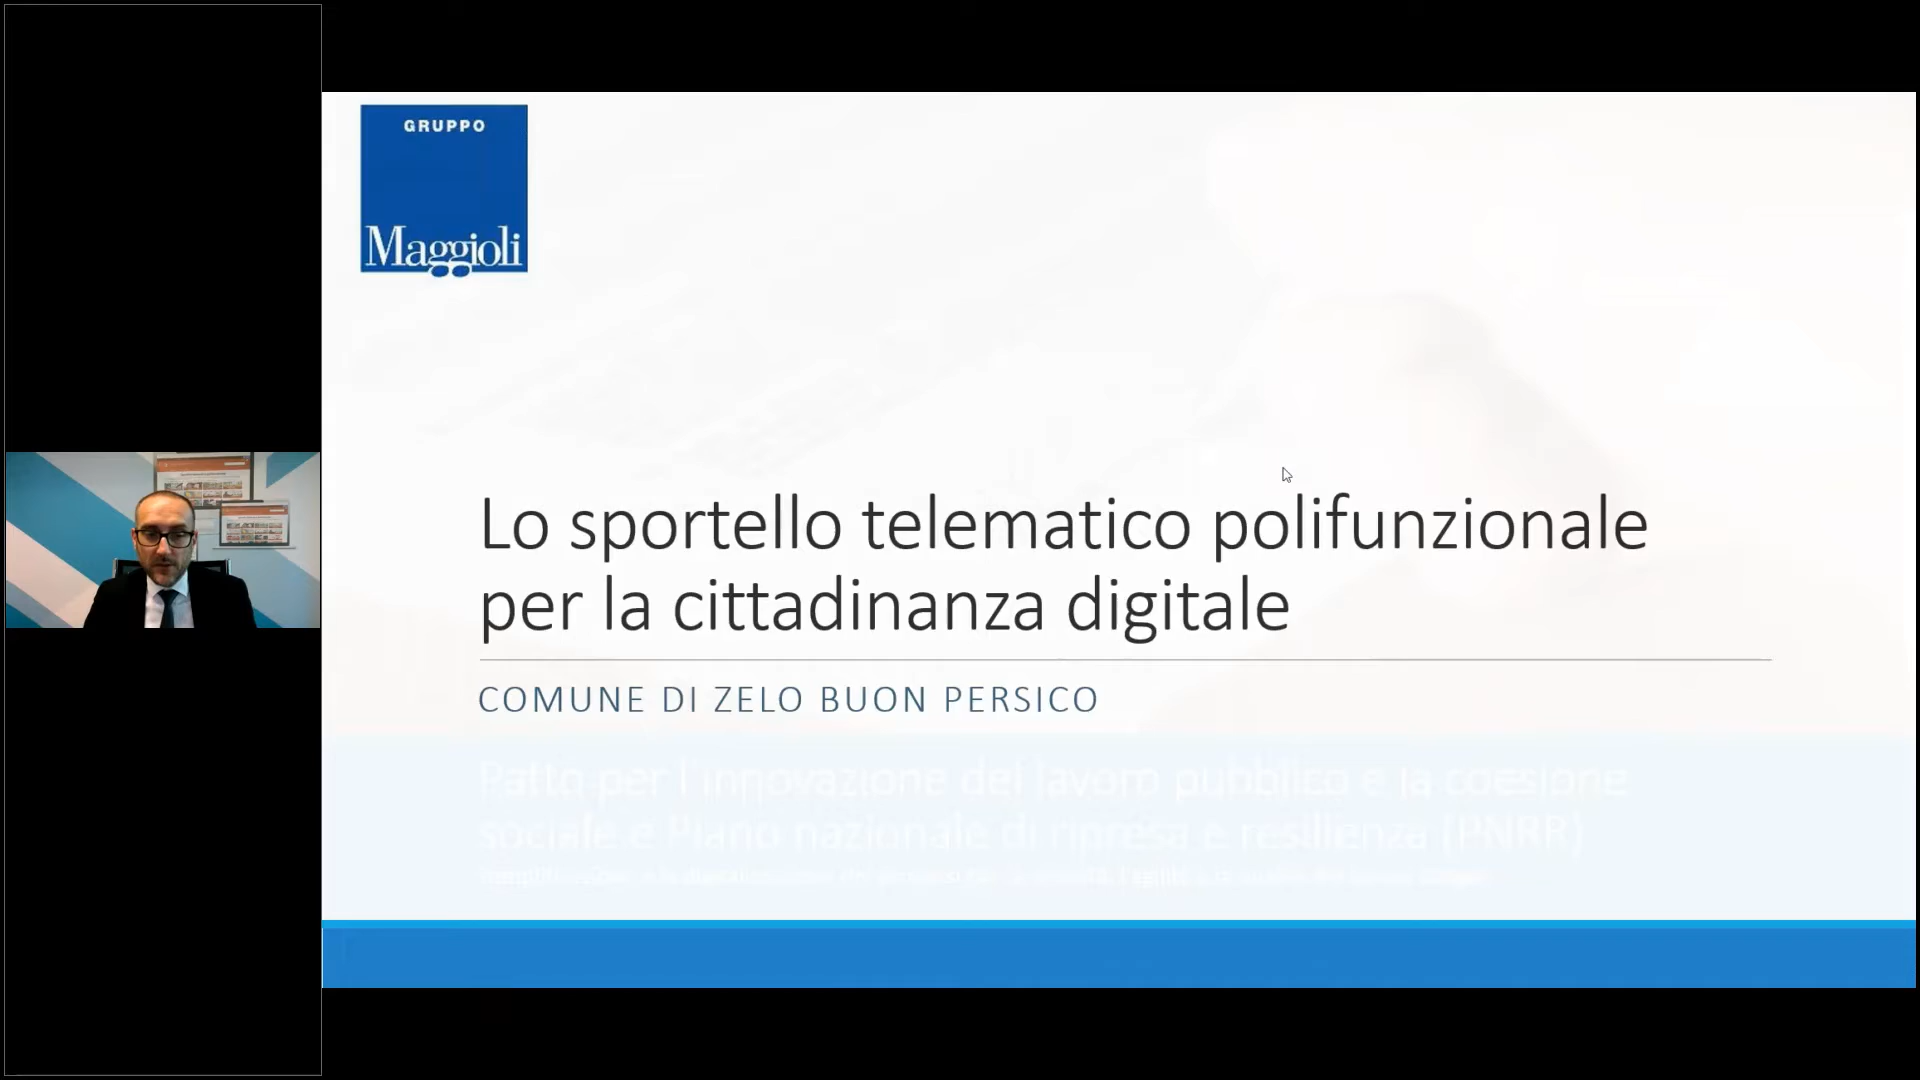 GRUPPO
Maggioli
Lo sportello telematico polifunzionale
per la cittadinanza digitale
COMUNE DI ZELO BUON PERSICO
Patto per l'innovazione del lavoro pubblico e la coesione
sociale e Piano nazionale di ripresa e resilienza (PNRR)